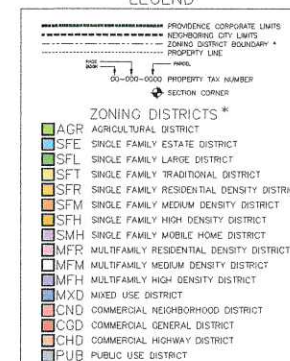 LEGEND
PROVIDENCE CORPORATE LIMITS
NEIGHBORING CITY LIMITS
ZONING DISTRICT BOUNDARY *
PROPERTY LINE
PAGE
BOOK PARCEL
00-000-0000 PROPERTY TAX NUMBER
SECTION CORNER
ZONING DISTRICTS*
AGR AGRICULTURAL DISTRICT
SFE SINGLE FAMILY ESTATE DISTRICT
SFL SINGLE FAMILY LARGE DISTRICT
SFT SINGLE FAMILY TRADITIONAL DISTRICT
SFR SINGLE FAMILY RESIDENTIAL DENSITY DISTRI
SFM SINGLE FAMILY MEDIUM DENSITY DISTRICT
SFH SINGLE FAMILY HIGH DENSITY DISTRICT
SMH SINGLE FAMILY MOBILE HOME DISTRICT
MFR MULTIFAMILY RESIDENTIAL DENSITY DISTRICT
MFM MULTIFAMILY MEDIUM DENSITY DISTRICT
MFH MULTIFAMILY HIGH DENSITY DISTRICT
MXD MIXED USE DISTRICT
CND COMMERCIAL NEIGHBORHOOD DISTRICT
CGD COMMERCIAL GENERAL DISTRICT
CHD COMMERCIAL HIGHWAY DISTRICT
PUB PUBLIC USE DISTRICT